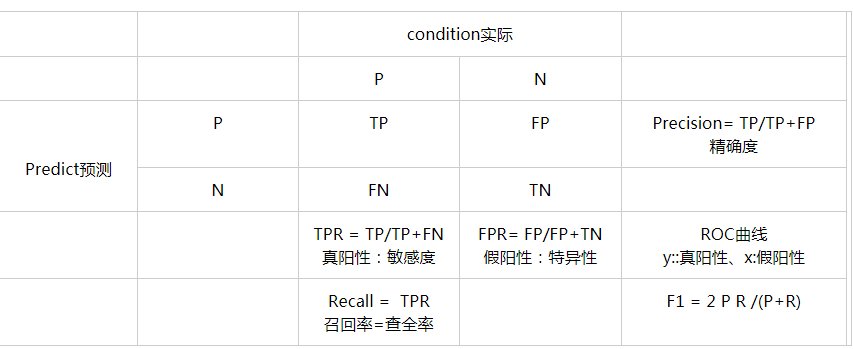 condition实际
P
N
Predict预测
P
TP
FP
Precision= TP/TP+FP
精确度
N
FN
TN
TPR = TP/TP+FN
真阳性：敏感度
FPR= FP/FP+TN
假阳性：特异性
ROC曲线
y::真阳性、x:假阳性
Recall = TPR
召回率=查全率
F1 = 2 P R /(P+R)